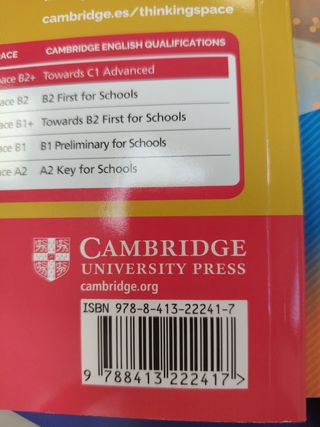 cambridge.es/thinkingspace
PACE CAMBRIDGE ENGLISH QUALIFICATIONS
pace B2+ Towards C1 Advanced
ace B2 B2 First for Schools
ace B1+ Towards B2 First for Schools
ace B1 B1 Preliminary for Schools
ce A2 A2 Key for Schools
CAMBRIDGE
UNIVERSITY PRESS
cambridge.org
ISBN 978-8-413-22241-7
9 788413 222417 >